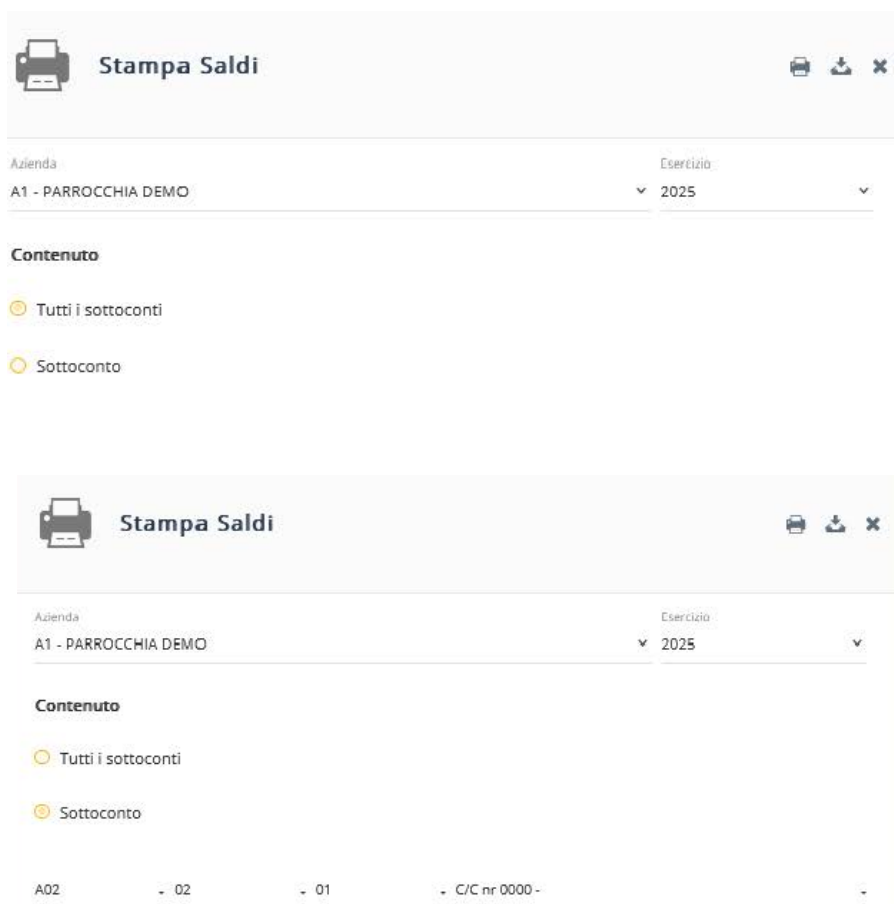 Stampa Saldi
Azienda
Esercizio
A1 - PARROCCHIA DEMO
2025
Contenuto
Tutti i sottoconti
Sottoconto
Stampa Saldi
Azienda
Esercizio
A1 - PARROCCHIA DEMO
2025
Contenuto
Tutti i sottoconti
Sottoconto
A02 - 02 - 01 - C/C nr 0000 -